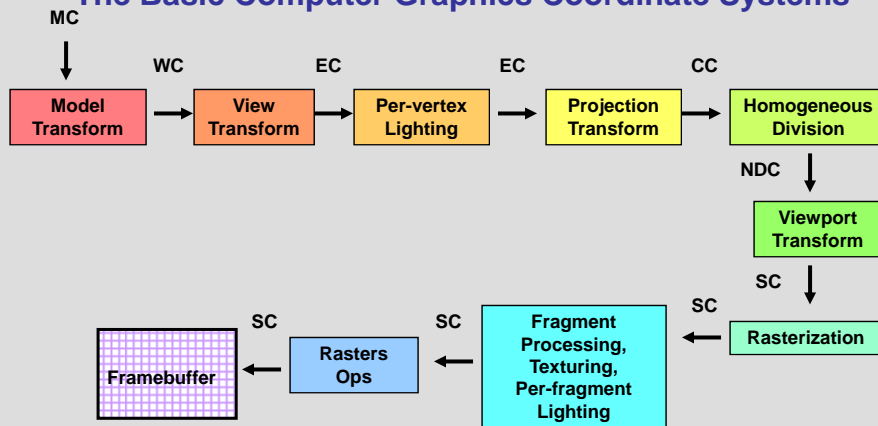 The Basic Computer Graphics Coordinate Systems
MC
WC
EC
EC
CC
Model
Transform
View
Transform
Per-vertex
Lighting
Projection
Transform
Homogeneous
Division
NDC
Viewport
Transform
SC
Rasterization
SC
Fragment
Processing,
Texturing,
Per-fragment
Lighting
SC
Rasters
Ops
SC
Framebuffer